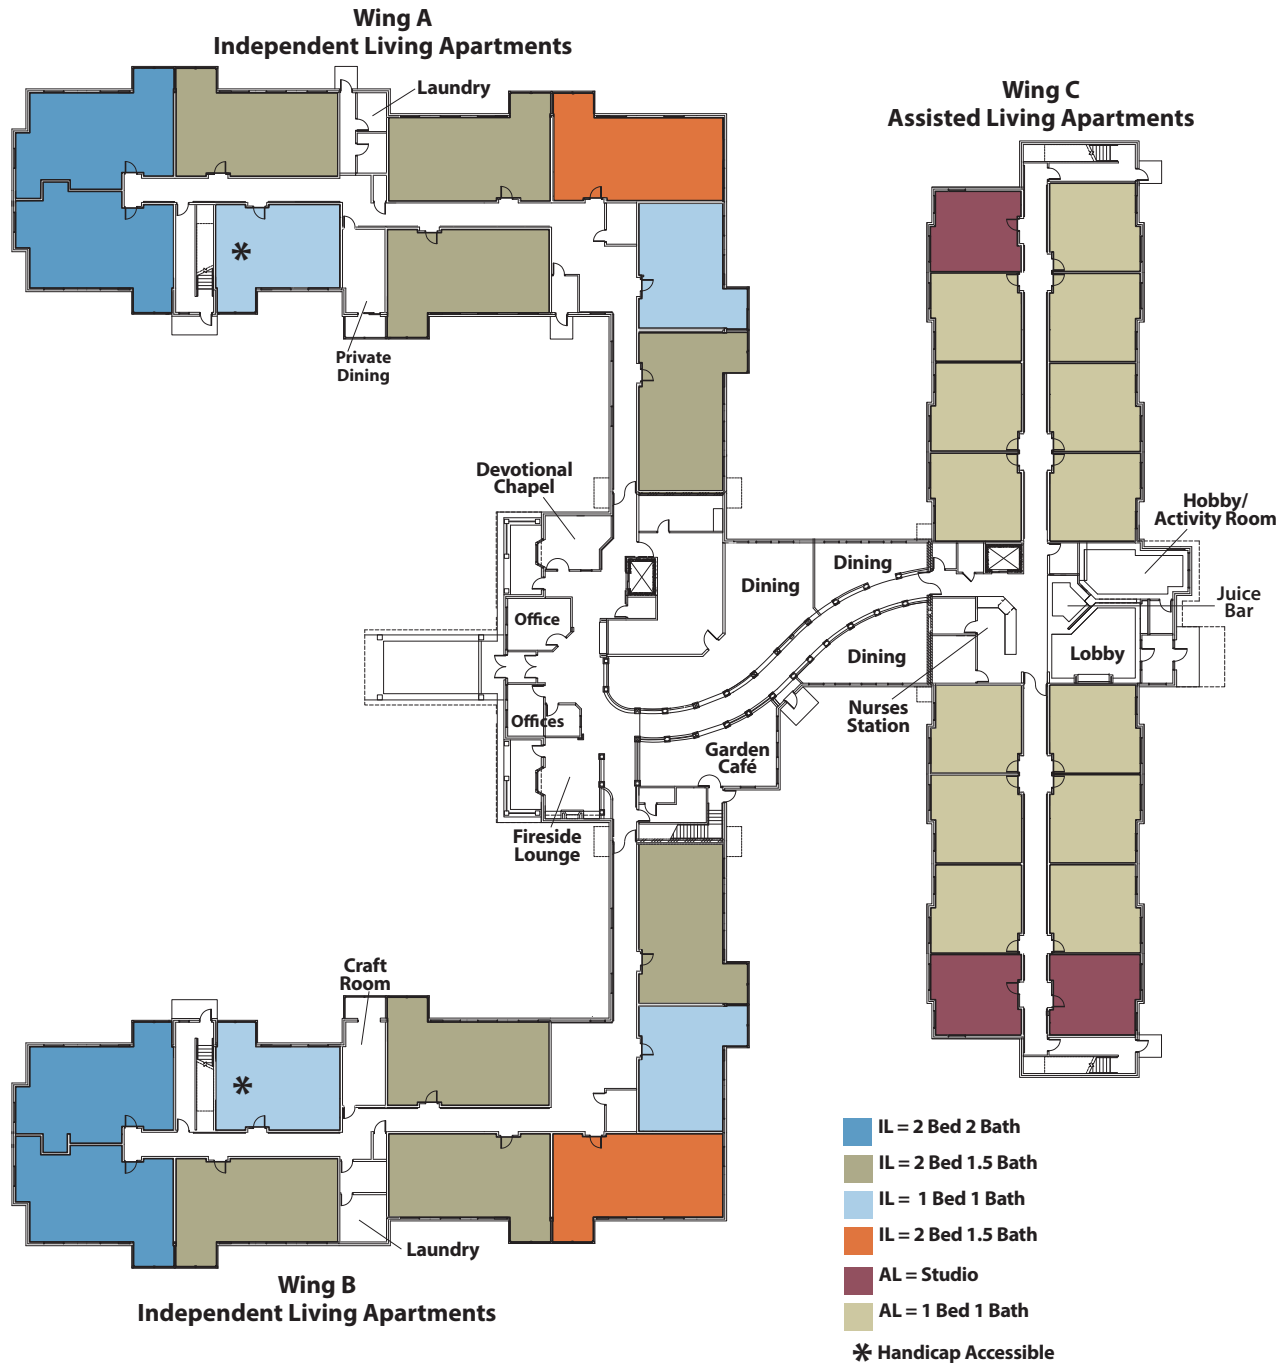 Wing A
Independent Living Apartments
Laundry
Wing C
Assisted Living Apartments
*
Private
Dining
Devotional
Chapel
Hobby/
Activity Room
Dining
Dining
Juice
Bar
Office
Dining
Lobby
Offices
Nurses
Station
Garden
Café
Fireside
Lounge
Craft
Room
*
Laundry
Wing B
Independent Living Apartments
IL = 2 Bed 2 Bath
IL = 2 Bed 1.5 Bath
IL = 1 Bed 1 Bath
IL = 2 Bed 1.5 Bath
AL = Studio
AL = 1 Bed 1 Bath
* Handicap Accessible